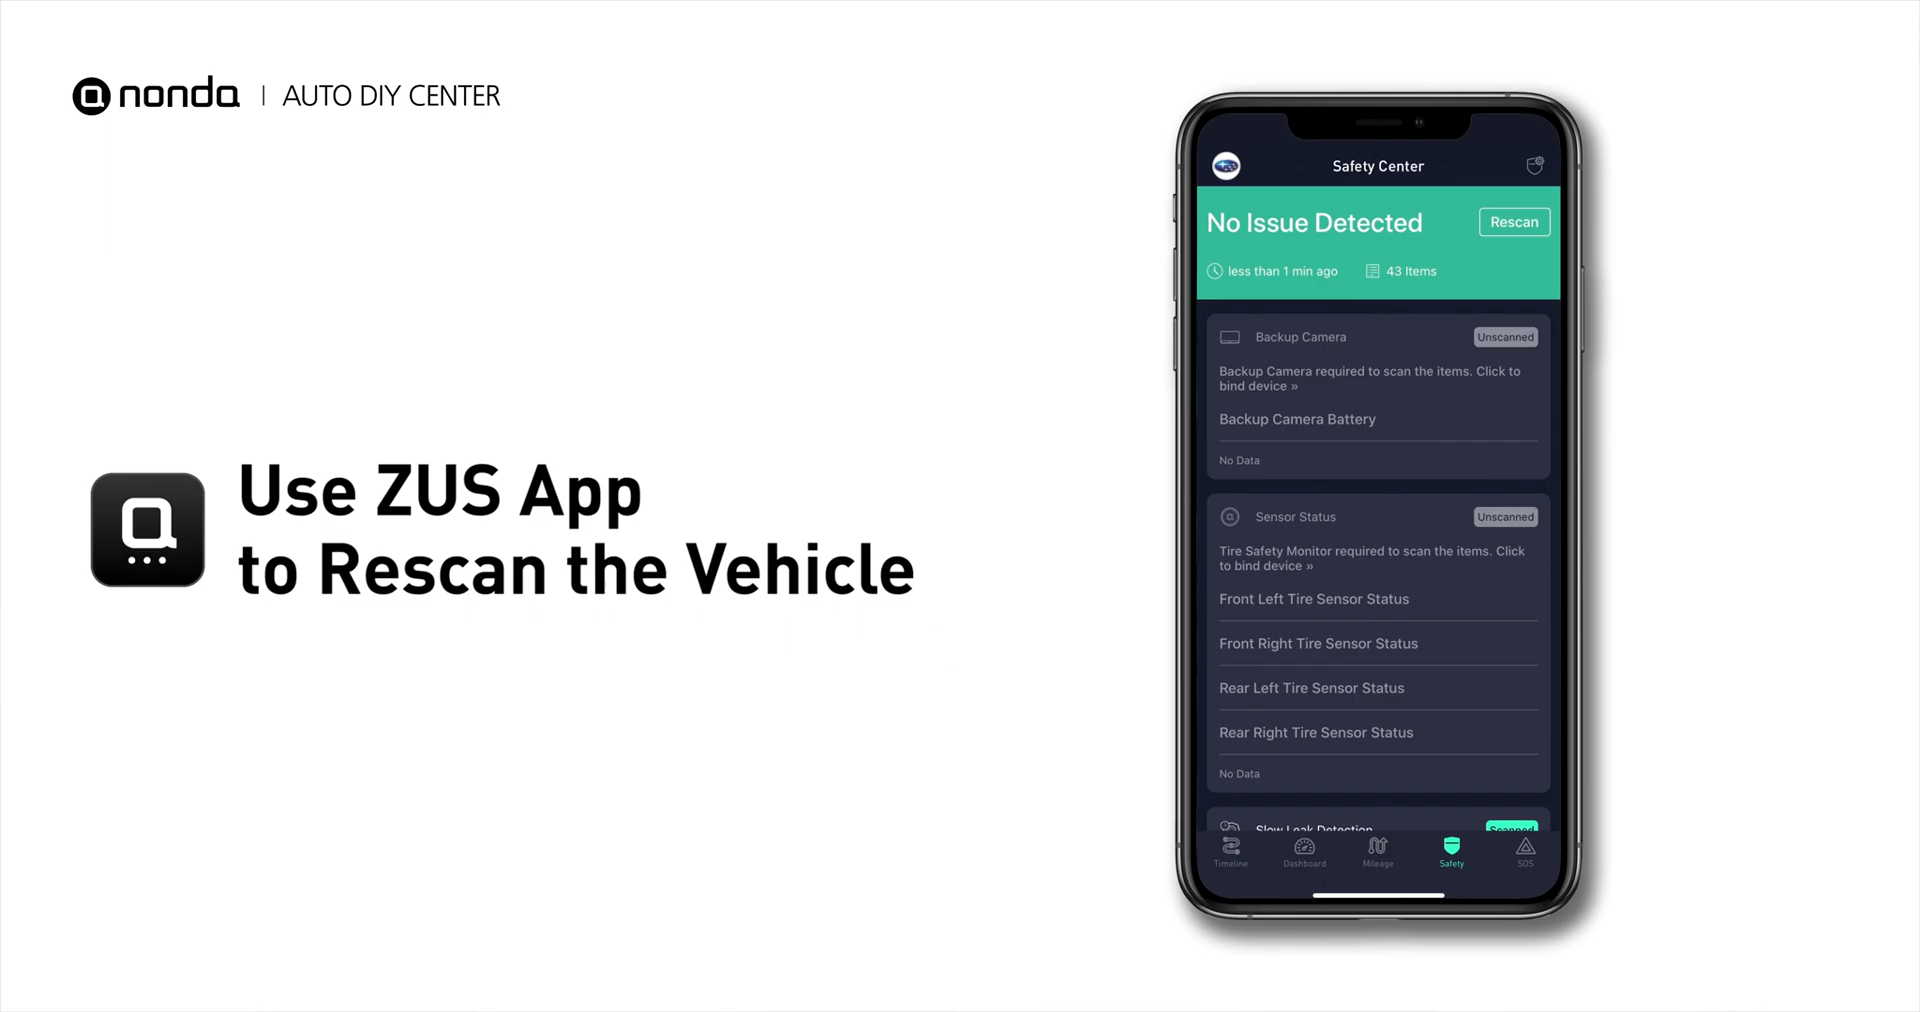 nonda | AUTO DIY CENTER
Use ZUS App
to Rescan the Vehicle
Safety Center
No Issue Detected
Rescan
less than 1 min ago
43 Items
Backup Camera
Unscanned
Backup Camera required to scan the items. Click to
bind device »
Backup Camera Battery
No Data
Sensor Status
Unscanned
Tire Safety Monitor required to scan the items. Click
to bind device »
Front Left Tire Sensor Status
Front Right Tire Sensor Status
Rear Left Tire Sensor Status
Rear Right Tire Sensor Status
No Data
Slow Leak Detection
Scanned
Timeline
Dashboard
Mileage
Safety
SOS